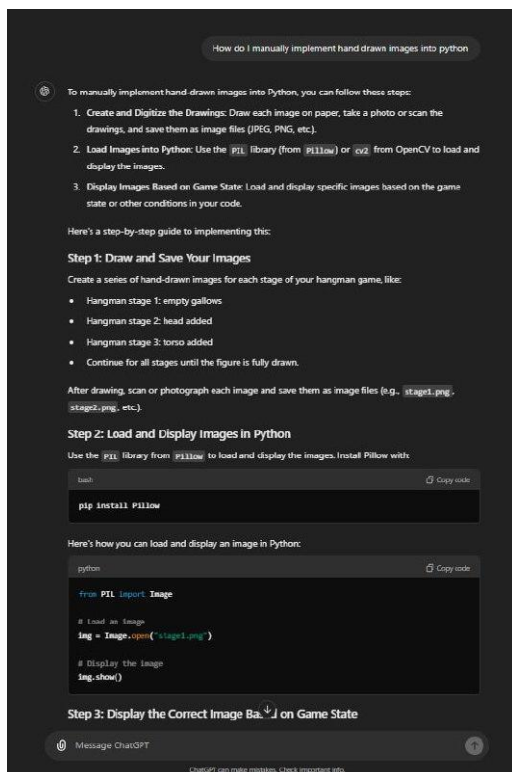 How do I manually implement hand drawn images into python
To manually implement hand-drawn images into Python, you can follow these steps:
1. Create and Digitize the Drawings: Draw each image on paper, take a photo or scan the
drawings, and save them as image files (JPEG, PNG, etc.).
2. Load Images into Python: Use the PIL library (from Pillow) or cv2 from OpenCV to load and
display the images.
3. Display Images Based on Game State: Load and display specific images based on the game
state or other conditions in your code.
Here's a step-by-step guide to implementing this:
Step 1: Draw and Save Your Images
Create a series of hand-drawn images for each stage of your hangman game, like:
• Hangman stage 1: empty gallows
• Hangman stage 2: head added
• Hangman stage 3: torso added
• Continue for all stages until the figure is fully drawn.
After drawing, scan or photograph each image and save them as image files (e.g., stage1.png,
stage2.png, etc.).
Step 2: Load and Display Images in Python
Use the PIL library from Pillow to load and display the images. Install Pillow with:
bash Copy code
pip install Pillow
Here's how you can load and display an image in Python:
python Copy code
from PIL import Image
# Load an image
img = Image.open("stage1.png")
# Display the image
img.show()
Step 3: Display the Correct Image Ba d on Game State
Message ChatGPT
ChatGPT can make mistakes. Check important info.